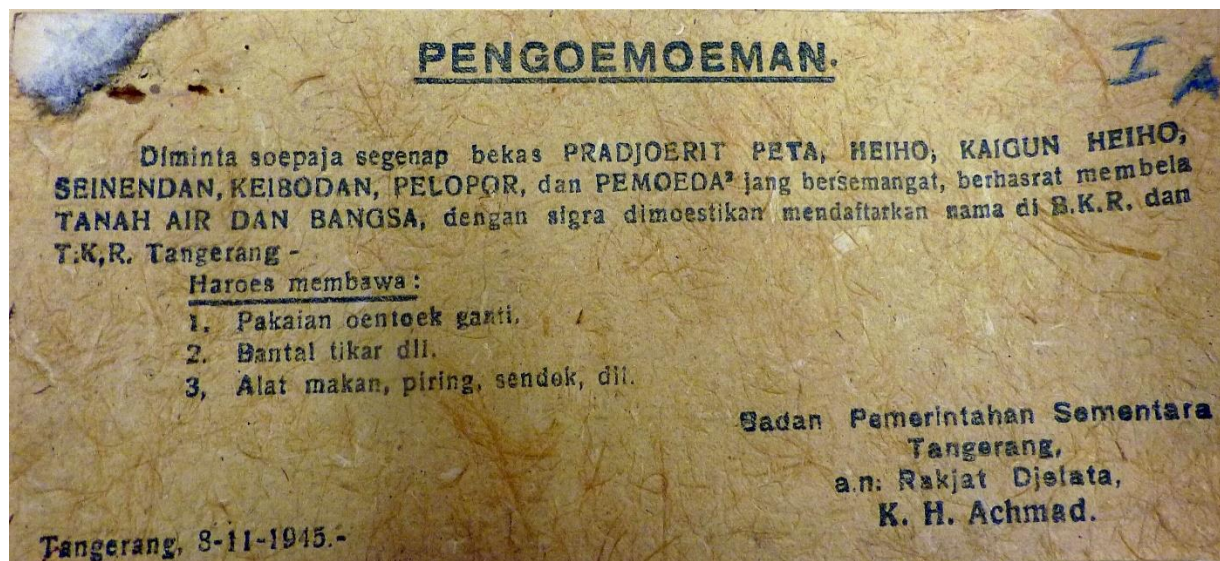 PENGOEMOEMAN.
I A
Diminta soepaja segenap bekas PRADJOERIT PETA, HEIHO, KAIGUN HEIHO,
SEINENDAN, KEIBODAN, PELOPOR, dan PEMOEDA² jang bersemangat, berhasrat membela
TANAH AIR DAN BANGSA, dengan sigra dimoestikan mendaftarkan nama di B.K.R. dan
T.K,R. Tangerang -
Haroes membawa :
1. Pakaian oentoek ganti.
2. Bantal tikar dll.
3, Alat makan, piring, sendok, dll.
Badan Pemerintahan Sementara
Tangerang,
a.n: Rakjat Djelata,
K. H. Achmad.
Tangerang, 8-11-1945.-